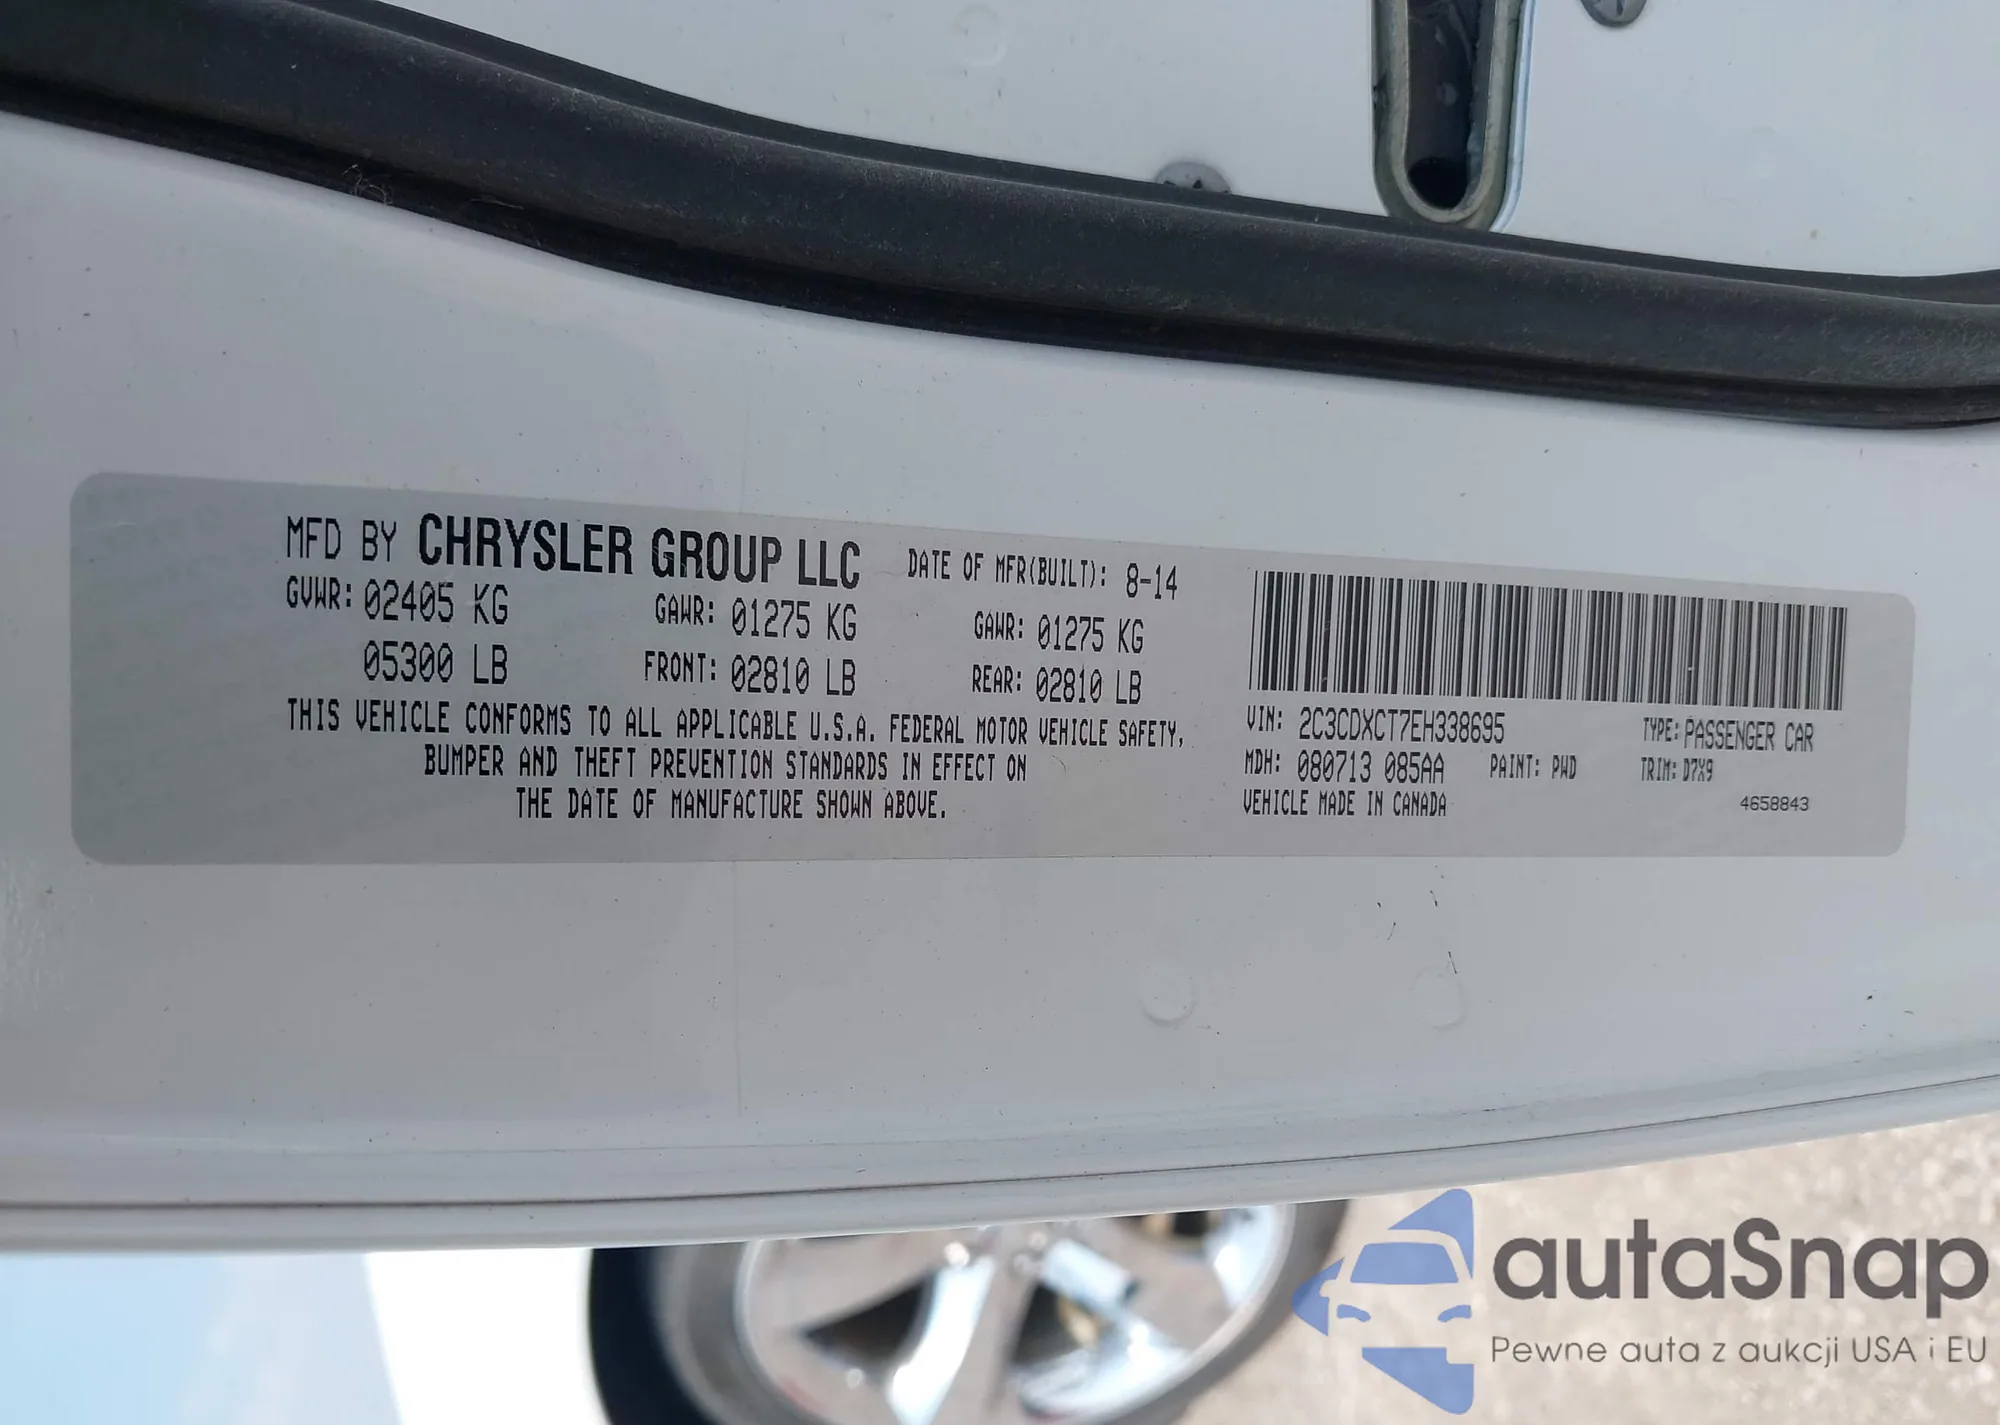 MFD BY CHRYSLER GROUP LLC DATE OF MFR(BUILT): 8-14
GVWR: 02405 KG GAWR: 01275 KG GAWR: 01275 KG
05300 LB FRONT: 02810 LB REAR: 02810 LB
THIS VEHICLE CONFORMS TO ALL APPLICABLE U.S.A. FEDERAL MOTOR VEHICLE SAFETY,
BUMPER AND THEFT PREVENTION STANDARDS IN EFFECT ON
THE DATE OF MANUFACTURE SHOWN ABOVE.
VIN: 2C3CDXCT7EH338695 TYPE: PASSENGER CAR
MDH: 080713 085AA PAINT: PWD TRIM: D7X9
VEHICLE MADE IN CANADA 4658843
autaSnap
Pewne auta z aukcji USA i EU